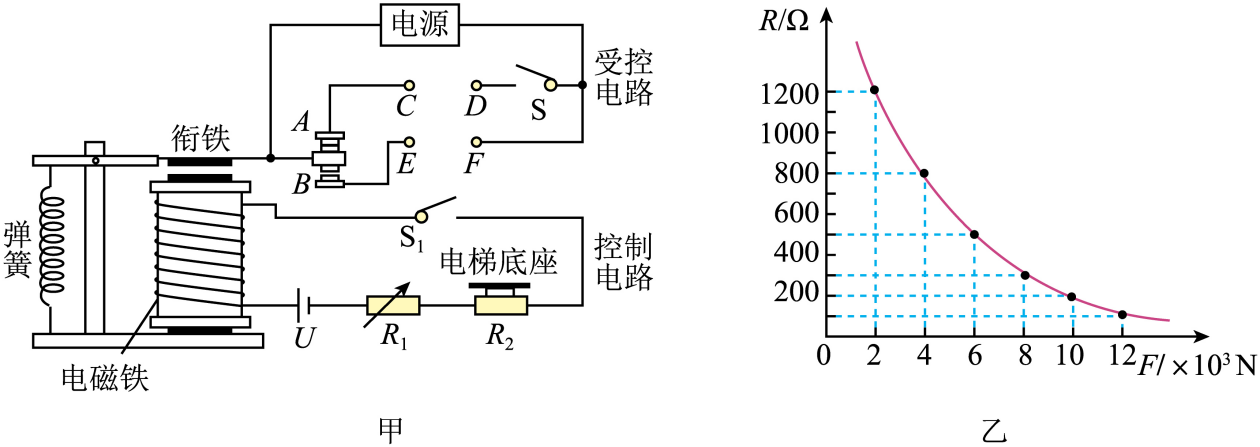 电源
受控
电路
C
D
S
A
衔铁
E
F
B
弹
簧
S₁
控制
电路
电梯底座
U
R₁
R₂
电磁铁
甲
R/Ω
1200
1000
800
600
400
200
0
2
4
6
8
10
12
F/×10³N
乙